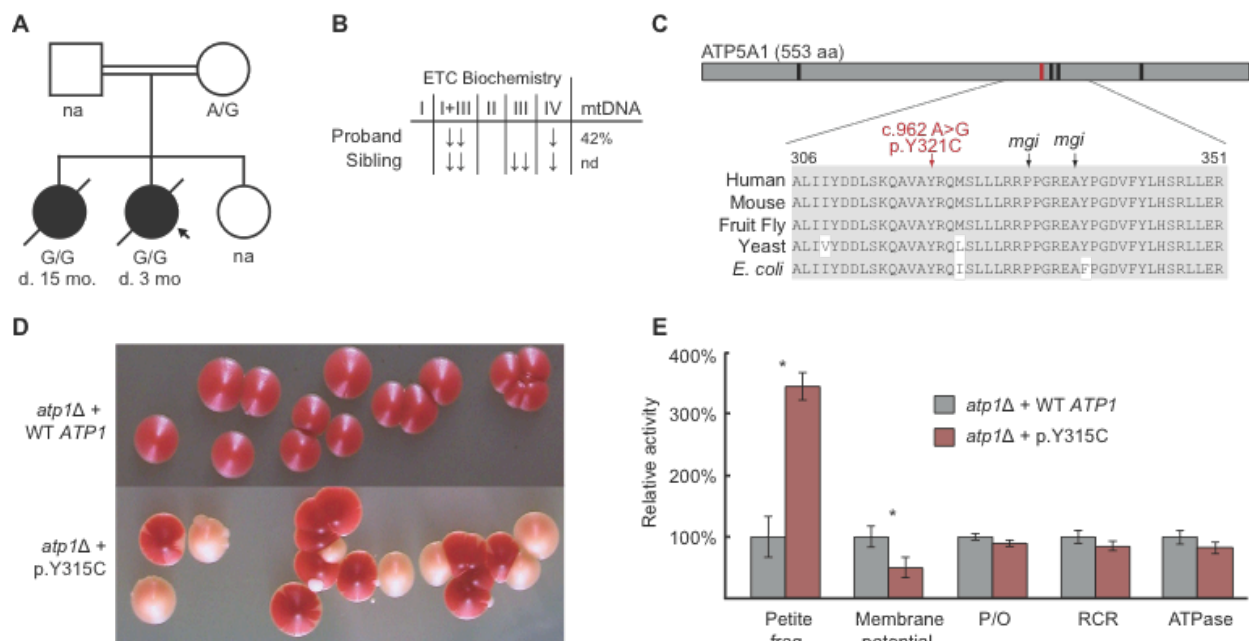 A
na
A/G
G/G
d. 15 mo.
G/G
d. 3 mo
na
B
ETC Biochemistry
I I+III II III IV mtDNA
Proband ↓↓ ↓ 42%
Sibling ↓↓ ↓↓ ↓ nd
C
ATP5A1 (553 aa)
c.962 A>G
p.Y321C
mgi mgi
306 351
Human ALIIYDDLSKQAVAYRQMSLLLRRPPGREAYPGDVFYLHSRLLER
Mouse ALIIYDDLSKQAVAYRQMSLLLRRPPGREAYPGDVFYLHSRLLER
Fruit Fly ALIIYDDLSKQAVAYRQMSLLLRRPPGREAYPGDVFYLHSRLLER
Yeast ALIVYDDLSKQAVAYRQLSLLLRRPPGREAYPGDVFYLHSRLLER
E. coli ALIIYDDLSKQAVAYRQISLLLRRPPGREAFPGDVFYLHSRLLER
D
atp1Δ +
WT ATP1
atp1Δ +
p.Y315C
E
Relative activity
400%
300%
200%
100%
* *
atp1Δ + WT ATP1
atp1Δ + p.Y315C
Petite Membrane P/O RCR ATPase
freq. potential